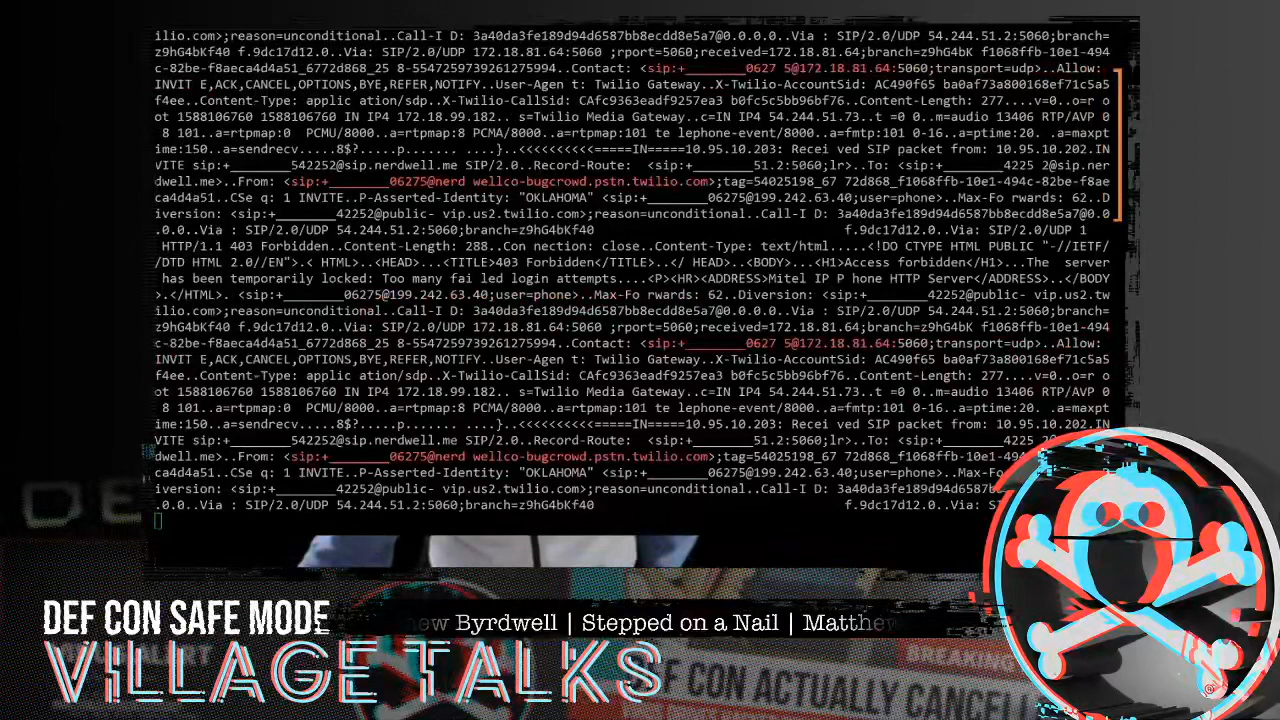 ilio.com>;reason=unconditional..Call-I D: 3a40da3fe189d94d6587bb8ecdd8e5a7@0.0.0.0..Via : SIP/2.0/UDP 54.244.51.2:5060;branch=
z9hG4bKf40 f.9dc17d12.0..Via: SIP/2.0/UDP 172.18.81.64:5060 ;rport=5060;received=172.18.81.64;branch=z9hG4bK f1068ffb-10e1-494
c-82be-f8aeca4d4a51_6772d868_25 8-5547259739261275994..Contact: <sip:+________0627 5@172.18.81.64:5060;transport=udp>..Allow:
INVIT E,ACK,CANCEL,OPTIONS,BYE,REFER,NOTIFY..User-Agen t: Twilio Gateway..X-Twilio-AccountSid: AC490f65 ba0af73a800168ef71c5a5
f4ee..Content-Type: applic ation/sdp..X-Twilio-CallSid: CAfc9363eadf9257ea3 b0fc5c5bb96bf76..Content-Length: 277....v=0..o=r o
ot 1588106760 1588106760 IN IP4 172.18.99.182.. s=Twilio Media Gateway..c=IN IP4 54.244.51.73..t =0 0..m=audio 13406 RTP/AVP 0
8 101..a=rtpmap:0 PCMU/8000..a=rtpmap:8 PCMA/8000..a=rtpmap:101 te lephone-event/8000..a=fmtp:101 0-16..a=ptime:20. .a=maxpt
ime:150..a=sendrecv....8$?.....p...... ....}..<<<<<<<<<<=====IN=====10.95.10.203: Recei ved SIP packet from: 10.95.10.202.IN
VITE sip:+________542252@sip.nerdwell.me SIP/2.0..Record-Route: <sip:+________51.2:5060;lr>..To: <sip:+________4225 2@sip.ner
dwell.me>..From: <sip:+________06275@nerd wellco-bugcrowd.pstn.twilio.com>;tag=54025198_67 72d868_f1068ffb-10e1-494c-82be-f8ae
ca4d4a51..CSe q: 1 INVITE..P-Asserted-Identity: "OKLAHOMA" <sip:+________06275@199.242.63.40;user=phone>..Max-Fo rwards: 62..D
iversion: <sip:+________42252@public- vip.us2.twilio.com>;reason=unconditional..Call-I D: 3a40da3fe189d94d6587bb8ecdd8e5a7@0.0
.0.0..Via : SIP/2.0/UDP 54.244.51.2:5060;branch=z9hG4bKf40 f.9dc17d12.0..Via: SIP/2.0/UDP 1
HTTP/1.1 403 Forbidden..Content-Length: 288..Con nection: close..Content-Type: text/html.....<!DO CTYPE HTML PUBLIC "-//IETF/
/DTD HTML 2.0//EN">.< HTML>..<HEAD>...<TITLE>403 Forbidden</TITLE>..</ HEAD>..<BODY>...<H1>Access forbidden</H1>...The server
has been temporarily locked: Too many fai led login attempts....<P><HR><ADDRESS>Mitel IP P hone HTTP Server</ADDRESS>..</BODY
>.</HTML>. <sip:+________06275@199.242.63.40;user=phone>..Max-Fo rwards: 62..Diversion: <sip:+________42252@public- vip.us2.tw
ilio.com>;reason=unconditional..Call-I D: 3a40da3fe189d94d6587bb8ecdd8e5a7@0.0.0.0..Via : SIP/2.0/UDP 54.244.51.2:5060;branch=
z9hG4bKf40 f.9dc17d12.0..Via: SIP/2.0/UDP 172.18.81.64:5060 ;rport=5060;received=172.18.81.64;branch=z9hG4bK f1068ffb-10e1-494
c-82be-f8aeca4d4a51_6772d868_25 8-5547259739261275994..Contact: <sip:+________0627 5@172.18.81.64:5060;transport=udp>..Allow:
INVIT E,ACK,CANCEL,OPTIONS,BYE,REFER,NOTIFY..User-Agen t: Twilio Gateway..X-Twilio-AccountSid: AC490f65 ba0af73a800168ef71c5a5
f4ee..Content-Type: applic ation/sdp..X-Twilio-CallSid: CAfc9363eadf9257ea3 b0fc5c5bb96bf76..Content-Length: 277....v=0..o=r o
ot 1588106760 1588106760 IN IP4 172.18.99.182.. s=Twilio Media Gateway..c=IN IP4 54.244.51.73..t =0 0..m=audio 13406 RTP/AVP 0
8 101..a=rtpmap:0 PCMU/8000..a=rtpmap:8 PCMA/8000..a=rtpmap:101 te lephone-event/8000..a=fmtp:101 0-16..a=ptime:20. .a=maxpt
ime:150..a=sendrecv....8$?.....p...... ....}..<<<<<<<<<<=====IN=====10.95.10.203: Recei ved SIP packet from: 10.95.10.202.IN
VITE sip:+________542252@sip.nerdwell.me SIP/2.0..Record-Route: <sip:+________51.2:5060;lr>..To: <sip:+________4225
dwell.me>..From: <sip:+________06275@nerd wellco-bugcrowd.pstn.twilio.com>;tag=54025198_67 72d868_f1068ffb-10e1-494c-82be-f8ae
ca4d4a51..CSe q: 1 INVITE..P-Asserted-Identity: "OKLAHOMA" <sip:+________06275@199.242.63.40;user=phone>..Max-Fo
iversion: <sip:+________42252@public- vip.us2.twilio.com>;reason=unconditional..Call-I D: 3a40da3fe189d94d6587b
.0.0..Via : SIP/2.0/UDP 54.244.51.2:5060;branch=z9hG4bKf40 f.9dc17d12.0..Via: S
DE
DEF CON SAFE MODE
Byrdwell | Stepped on a Nail | Matthew
VILLAGE TALKS
BREAKING
DEF CON ACTUALLY CANCEL